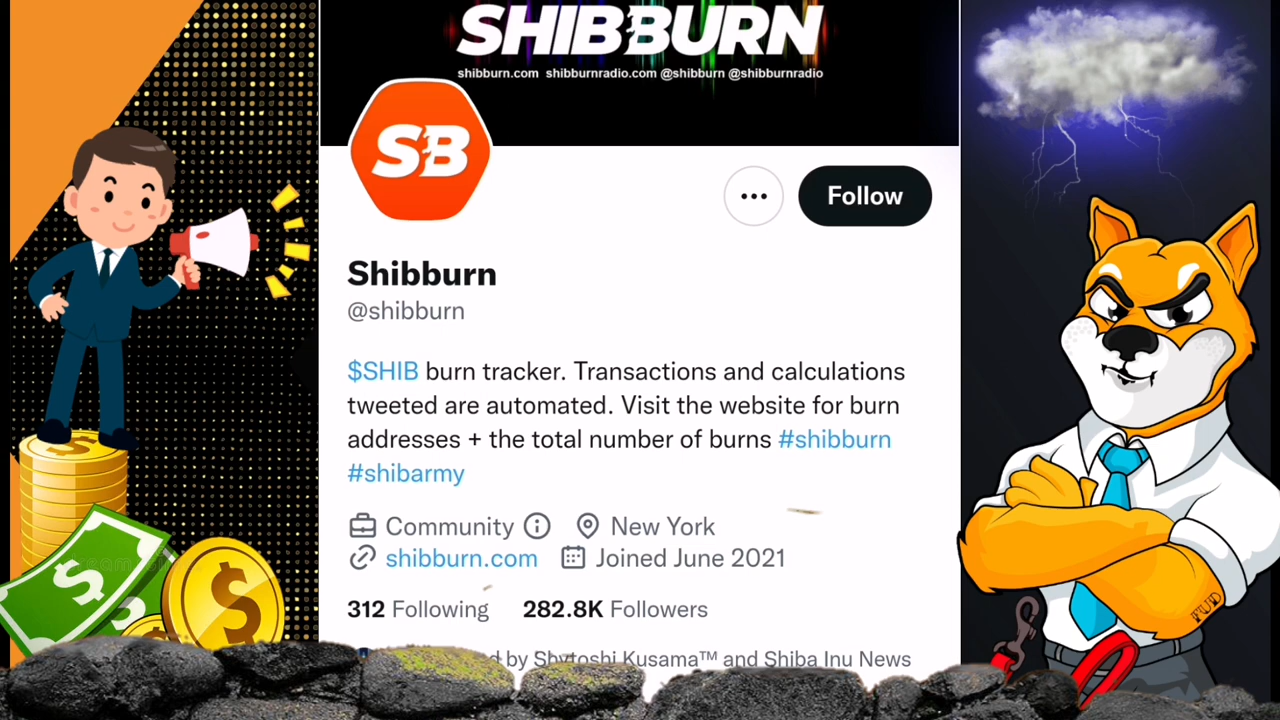 SHIBBURN
shibburn.com shibburnradio.com @shibburn @shibburnradio
SB
Follow
Shibburn
@shibburn
$SHIB burn tracker. Transactions and calculations
tweeted are automated. Visit the website for burn
addresses + the total number of burns #shibburn
#shibarmy
Community New York
shibburn.com Joined June 2021
312 Following 282.8K Followers
by Shytoshi Kusama™ and Shiba Inu News
FUD